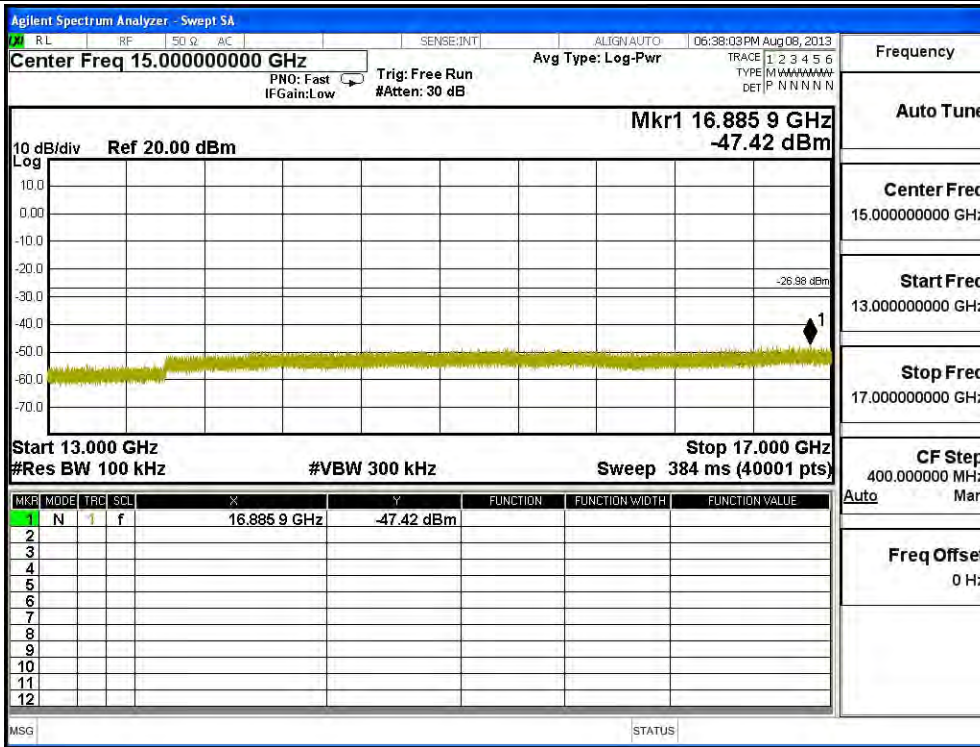 Agilent Spectrum Analyzer - Swept SA
RL RF 50 Ω AC SENSE:INT ALIGN AUTO 06:38:03 PM Aug 08, 2013
Center Freq 15.000000000 GHz
PNO: Fast Trig: Free Run
IFGain:Low #Atten: 30 dB
Avg Type: Log-Pwr
TRACE 1 2 3 4 5 6
TYPE M
DET P N N N N N
Mkr1 16.885 9 GHz
-47.42 dBm
10 dB/div Ref 20.00 dBm
Log
10.0
0.00
-10.0
-20.0
-26.98 dBm
-30.0
-40.0
1
-50.0
-60.0
-70.0
Start 13.000 GHz Stop 17.000 GHz
#Res BW 100 kHz #VBW 300 kHz Sweep 384 ms (40001 pts)
MKR MODE TRC SCL X Y FUNCTION FUNCTION WIDTH FUNCTION VALUE
1 N 1 f 16.885 9 GHz -47.42 dBm
2
3
4
5
6
7
8
9
10
11
12
MSG STATUS
Frequency
Auto Tune
Center Freq
15.000000000 GHz
Start Freq
13.000000000 GHz
Stop Freq
17.000000000 GHz
CF Step
400.000000 MHz
Auto Man
Freq Offset
0 Hz